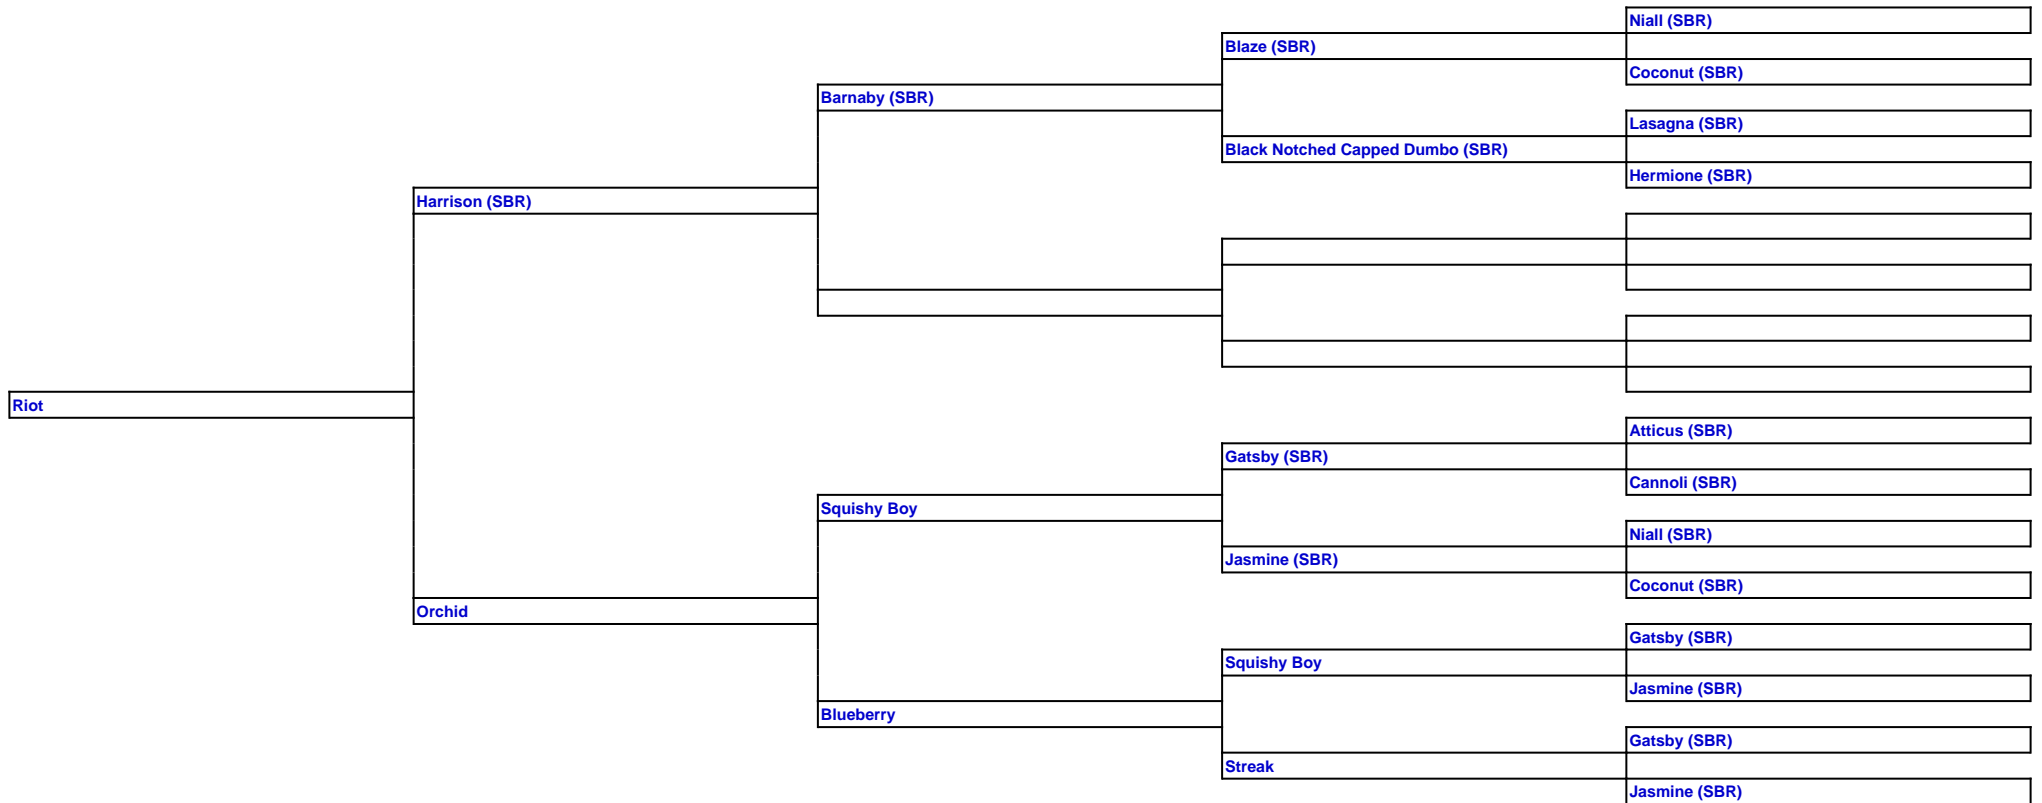 Niall (SBR)
Blaze (SBR)
Coconut (SBR)
Barnaby (SBR)
Lasagna (SBR)
Black Notched Capped Dumbo (SBR)
Hermione (SBR)
Harrison (SBR)
Riot
Atticus (SBR)
Gatsby (SBR)
Cannoli (SBR)
Squishy Boy
Niall (SBR)
Jasmine (SBR)
Coconut (SBR)
Orchid
Gatsby (SBR)
Squishy Boy
Jasmine (SBR)
Blueberry
Gatsby (SBR)
Streak
Jasmine (SBR)